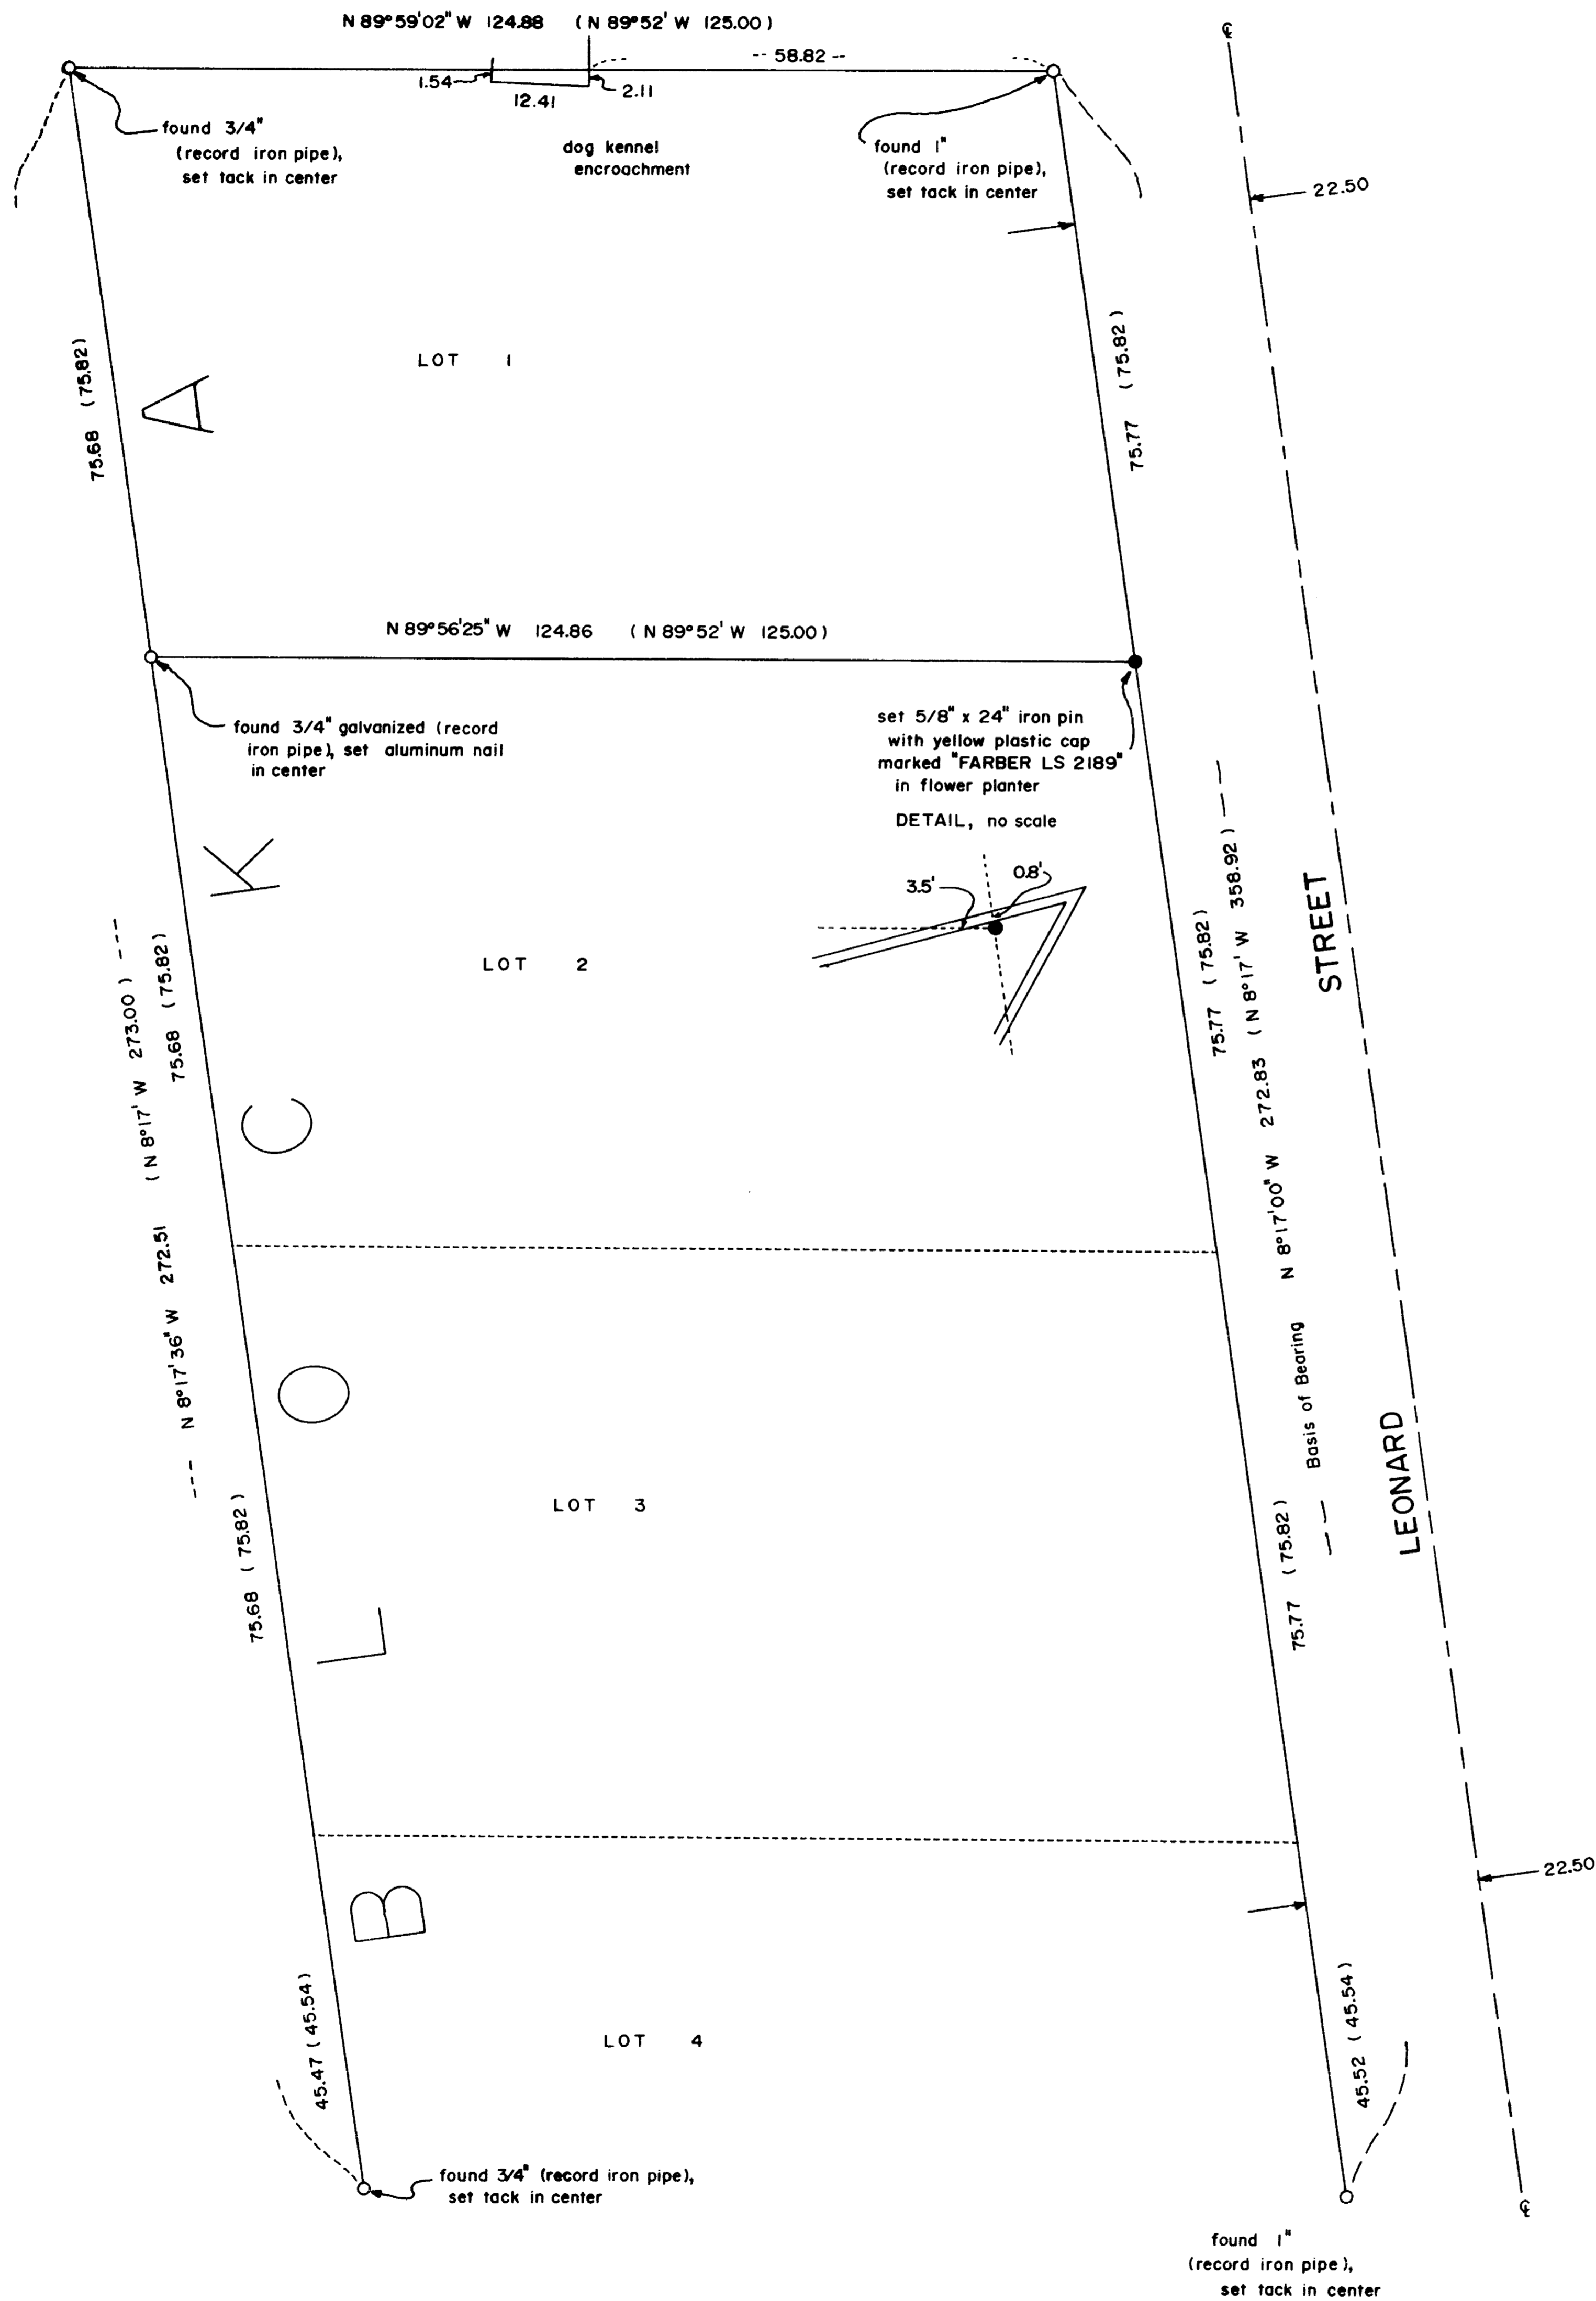 N 89°59'02" W 124.88 ( N 89°52' W 125.00 )
-- 58.82 --
1.54
12.41
2.11
found 3/4"
(record iron pipe),
set tack in center
dog kennel
encroachment
found 1"
(record iron pipe),
set tack in center
22.50
LOT 1
75.68 (75.82)
75.77 (75.82)
N 89°56'25" W 124.86 ( N 89°52' W 125.00 )
found 3/4" galvanized (record
iron pipe), set aluminum nail
in center
set 5/8" x 24" iron pin
with yellow plastic cap
marked "FARBER LS 2189"
in flower planter
DETAIL, no scale
3.5'
0.8'
LOT 2
75.68 (75.82)
75.77 (75.82)
--- N 8°17'36" W 272.51 ( N 8°17' W 273.00 ) ---
Basis of Bearing N 8°17'00" W 272.83 ( N 8°17' W 358.92 )
LEONARD STREET
BLOCK A
LOT 3
75.68 ( 75.82)
75.77 (75.82)
22.50
LOT 4
45.47 ( 45.54)
45.52 ( 45.54)
found 3/4" (record iron pipe),
set tack in center
found 1"
(record iron pipe),
set tack in center